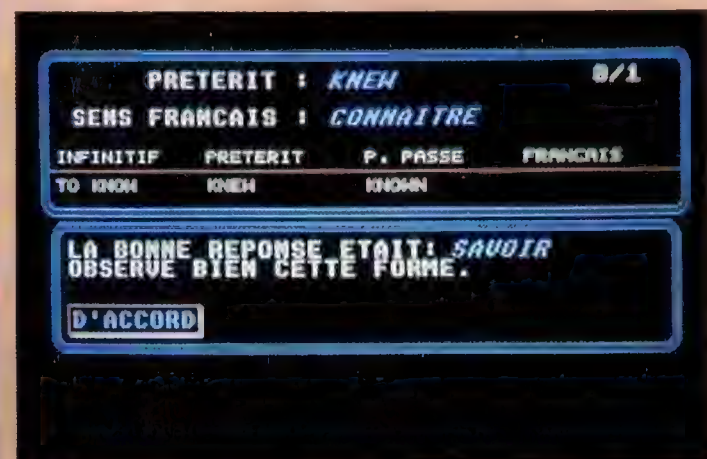 PRETERIT : KNEW 0/1
SENS FRANCAIS : CONNAITRE
INFINITIF PRETERIT P. PASSE FRANCAIS
TO KNOW KNEW KNOWN
LA BONNE REPONSE ETAIT: SAVOIR
OBSERVE BIEN CETTE FORME.
D'ACCORD